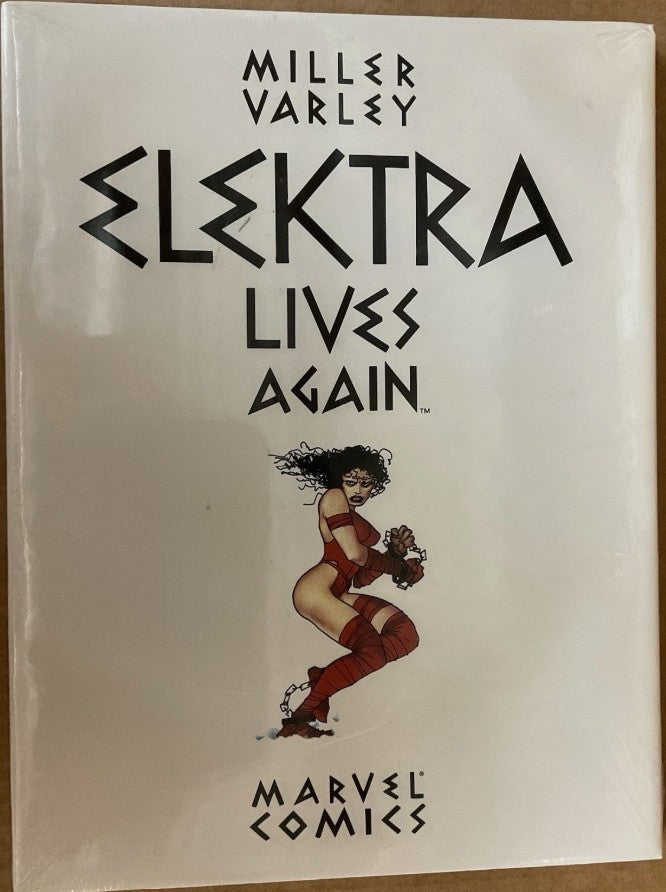 MILLER
VARLEY
ELEKTRA
LIVES
AGAIN™
MARVEL®
COMICS